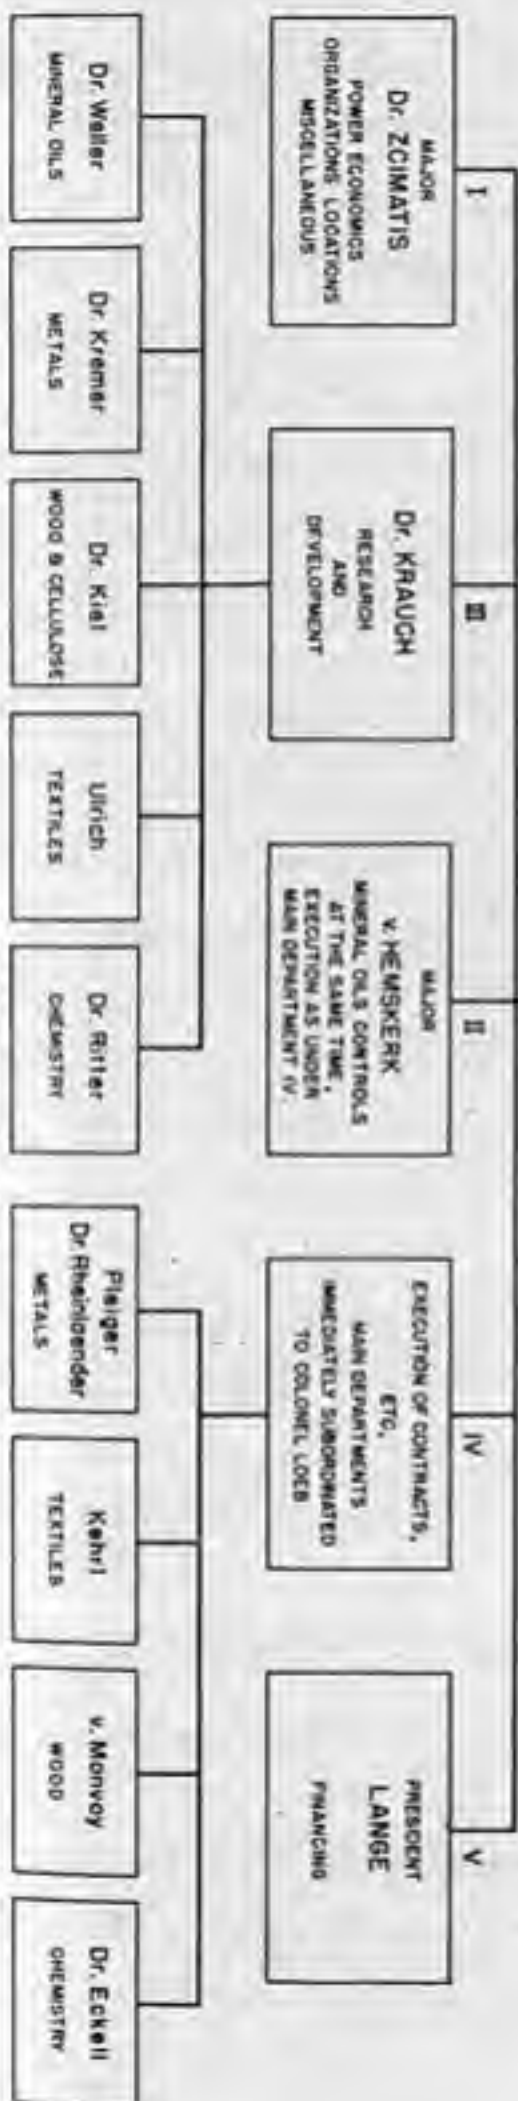 I
MAJOR
Dr. ZCIMATIS
POWER ECONOMICS
ORGANIZATIONS LOCATIONS
MISCELLANEOUS
III
Dr. KRAUCH
RESEARCH
AND
DEVELOPMENT
II
MAJOR
v. HEMSKERK
MINERAL OILS CONTROLS
AT THE SAME TIME,
EXECUTION AS UNDER
MAIN DEPARTMENT IV.
IV
EXECUTION OF CONTRACTS,
ETC,
MAIN DEPARTMENTS
IMMEDIATELY SUBORDINATED
TO COLONEL LOEB
V
PRESIDENT
LANGE
FINANCING
Dr. Weller
MINERAL OILS
Dr. Kremer
METALS
Dr. Kiel
WOOD & CELLULOSE
Ulrich
TEXTILES
Dr. Ritter
CHEMISTRY
Pleiger
Dr. Rheinlaender
METALS
Kehrl
TEXTILES
v. Monvoy
WOOD
Dr. Eckell
CHEMISTRY